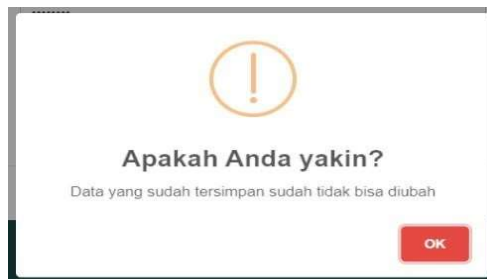 Apakah Anda yakin?
Data yang sudah tersimpan sudah tidak bisa diubah
OK